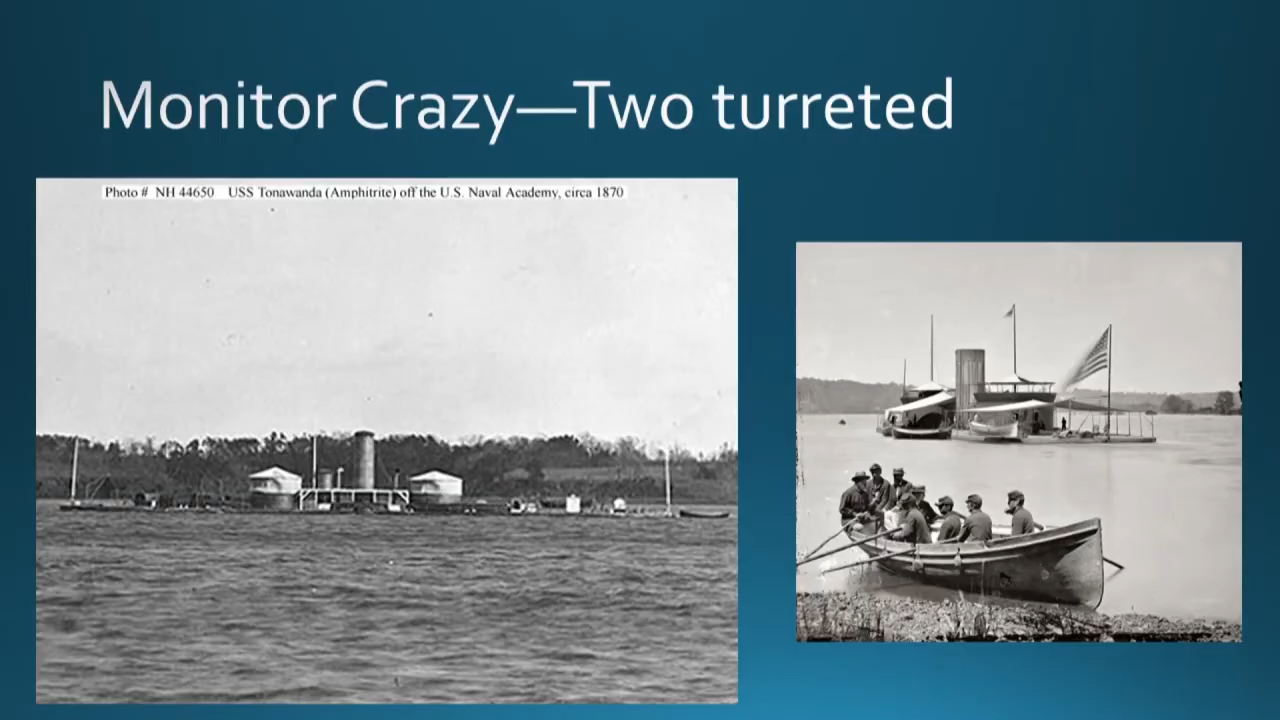 Monitor Crazy—Two turreted
Photo # NH 44650 USS Tonawanda (Amphitrite) off the U.S. Naval Academy, circa 1870